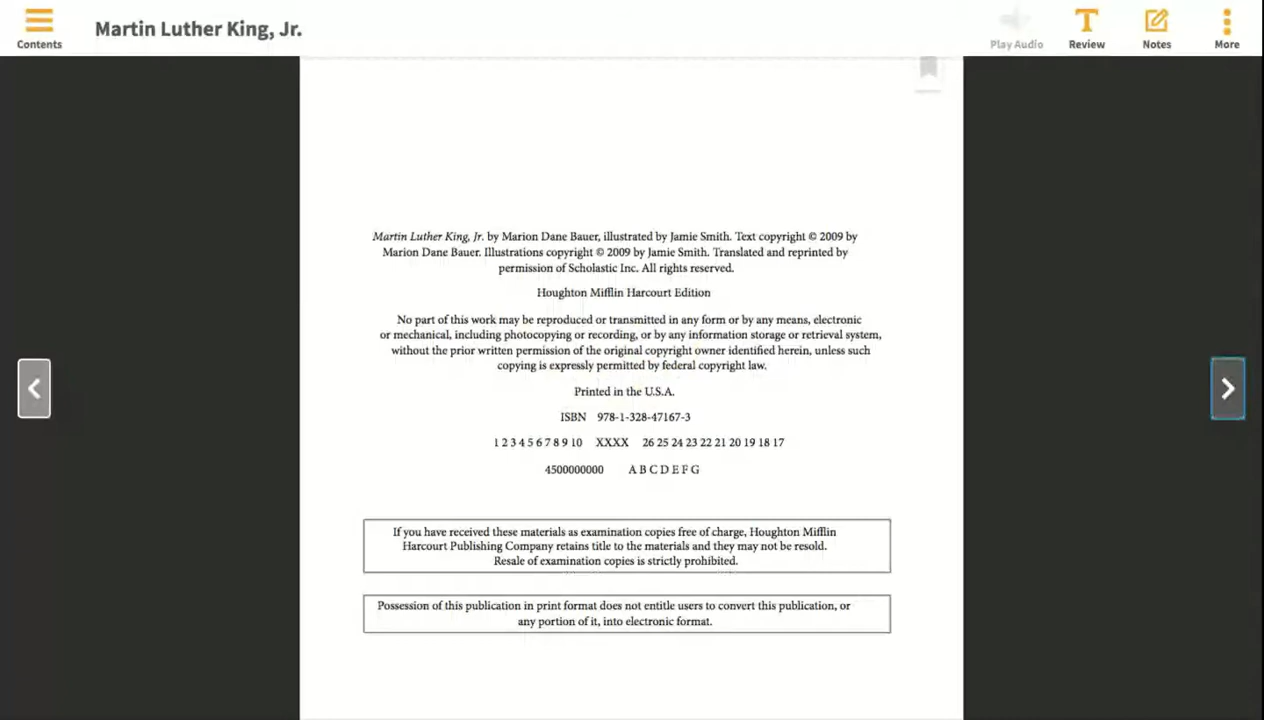 Contents
Martin Luther King, Jr.
Play Audio
Review
Notes
More
Martin Luther King, Jr. by Marion Dane Bauer, illustrated by Jamie Smith. Text copyright © 2009 by
Marion Dane Bauer. Illustrations copyright © 2009 by Jamie Smith. Translated and reprinted by
permission of Scholastic Inc. All rights reserved.
Houghton Mifflin Harcourt Edition
No part of this work may be reproduced or transmitted in any form or by any means, electronic
or mechanical, including photocopying or recording, or by any information storage or retrieval system,
without the prior written permission of the original copyright owner identified herein, unless such
copying is expressly permitted by federal copyright law.
Printed in the U.S.A.
ISBN 978-1-328-47167-3
1 2 3 4 5 6 7 8 9 10 XXXX 26 25 24 23 22 21 20 19 18 17
4500000000 A B C D E F G
If you have received these materials as examination copies free of charge, Houghton Mifflin
Harcourt Publishing Company retains title to the materials and they may not be resold.
Resale of examination copies is strictly prohibited.
Possession of this publication in print format does not entitle users to convert this publication, or
any portion of it, into electronic format.